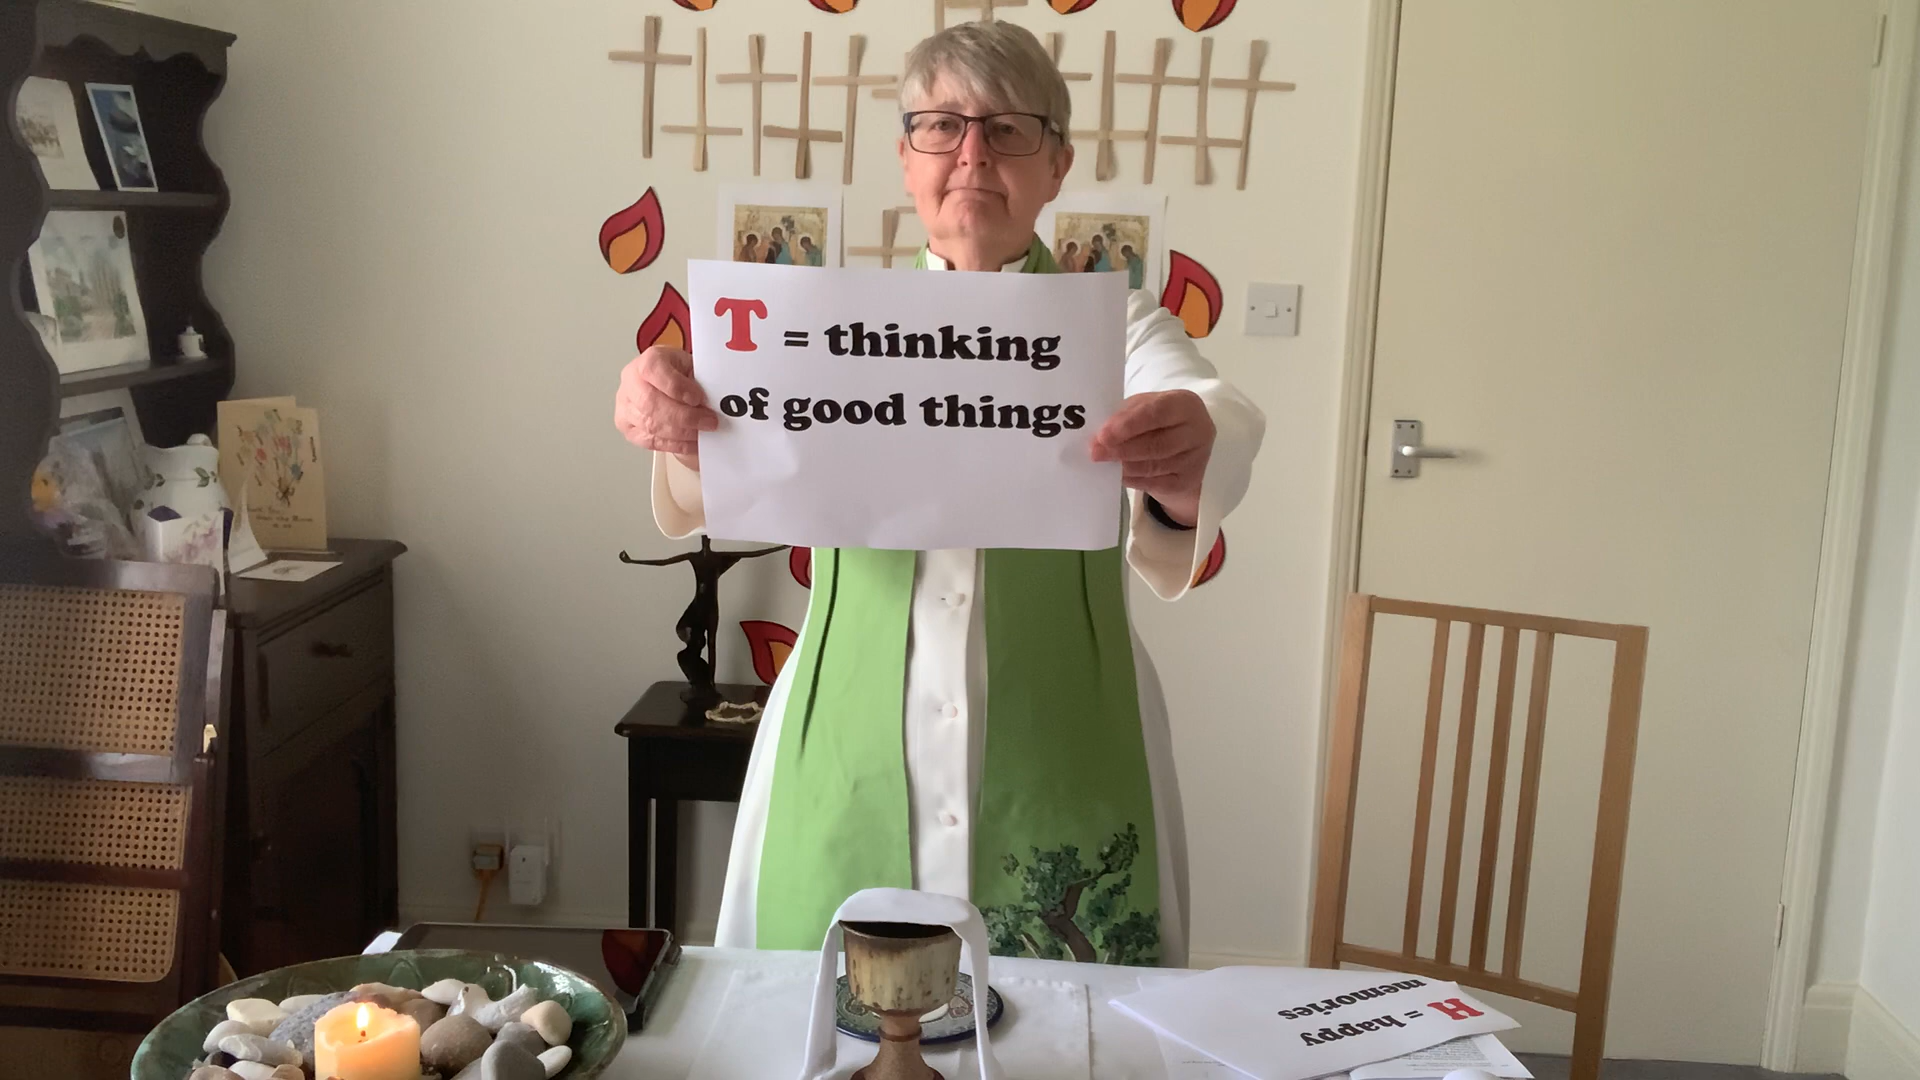 T = thinking
of good things
H = happy
memories